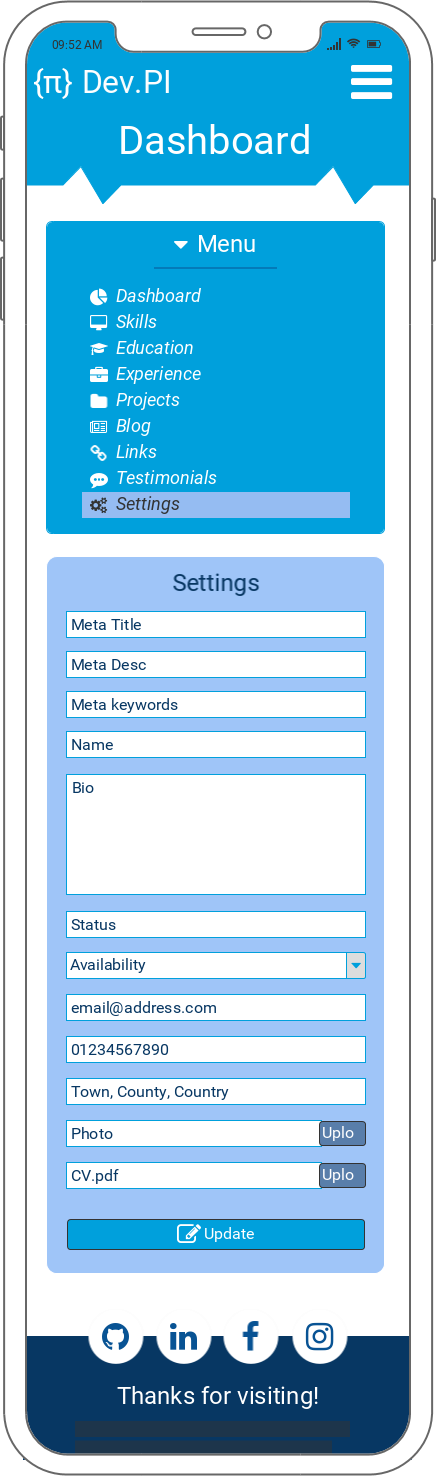 09:52 AM
{π} Dev.PI
Dashboard
Menu
Dashboard
Skills
Education
Experience
Projects
Blog
Links
Testimonials
Settings
Settings
Meta Title
Meta Desc
Meta keywords
Name
Bio
Status
Availability
email@address.com
01234567890
Town, County, Country
Photo Uplo
CV.pdf Uplo
Update
Thanks for visiting!